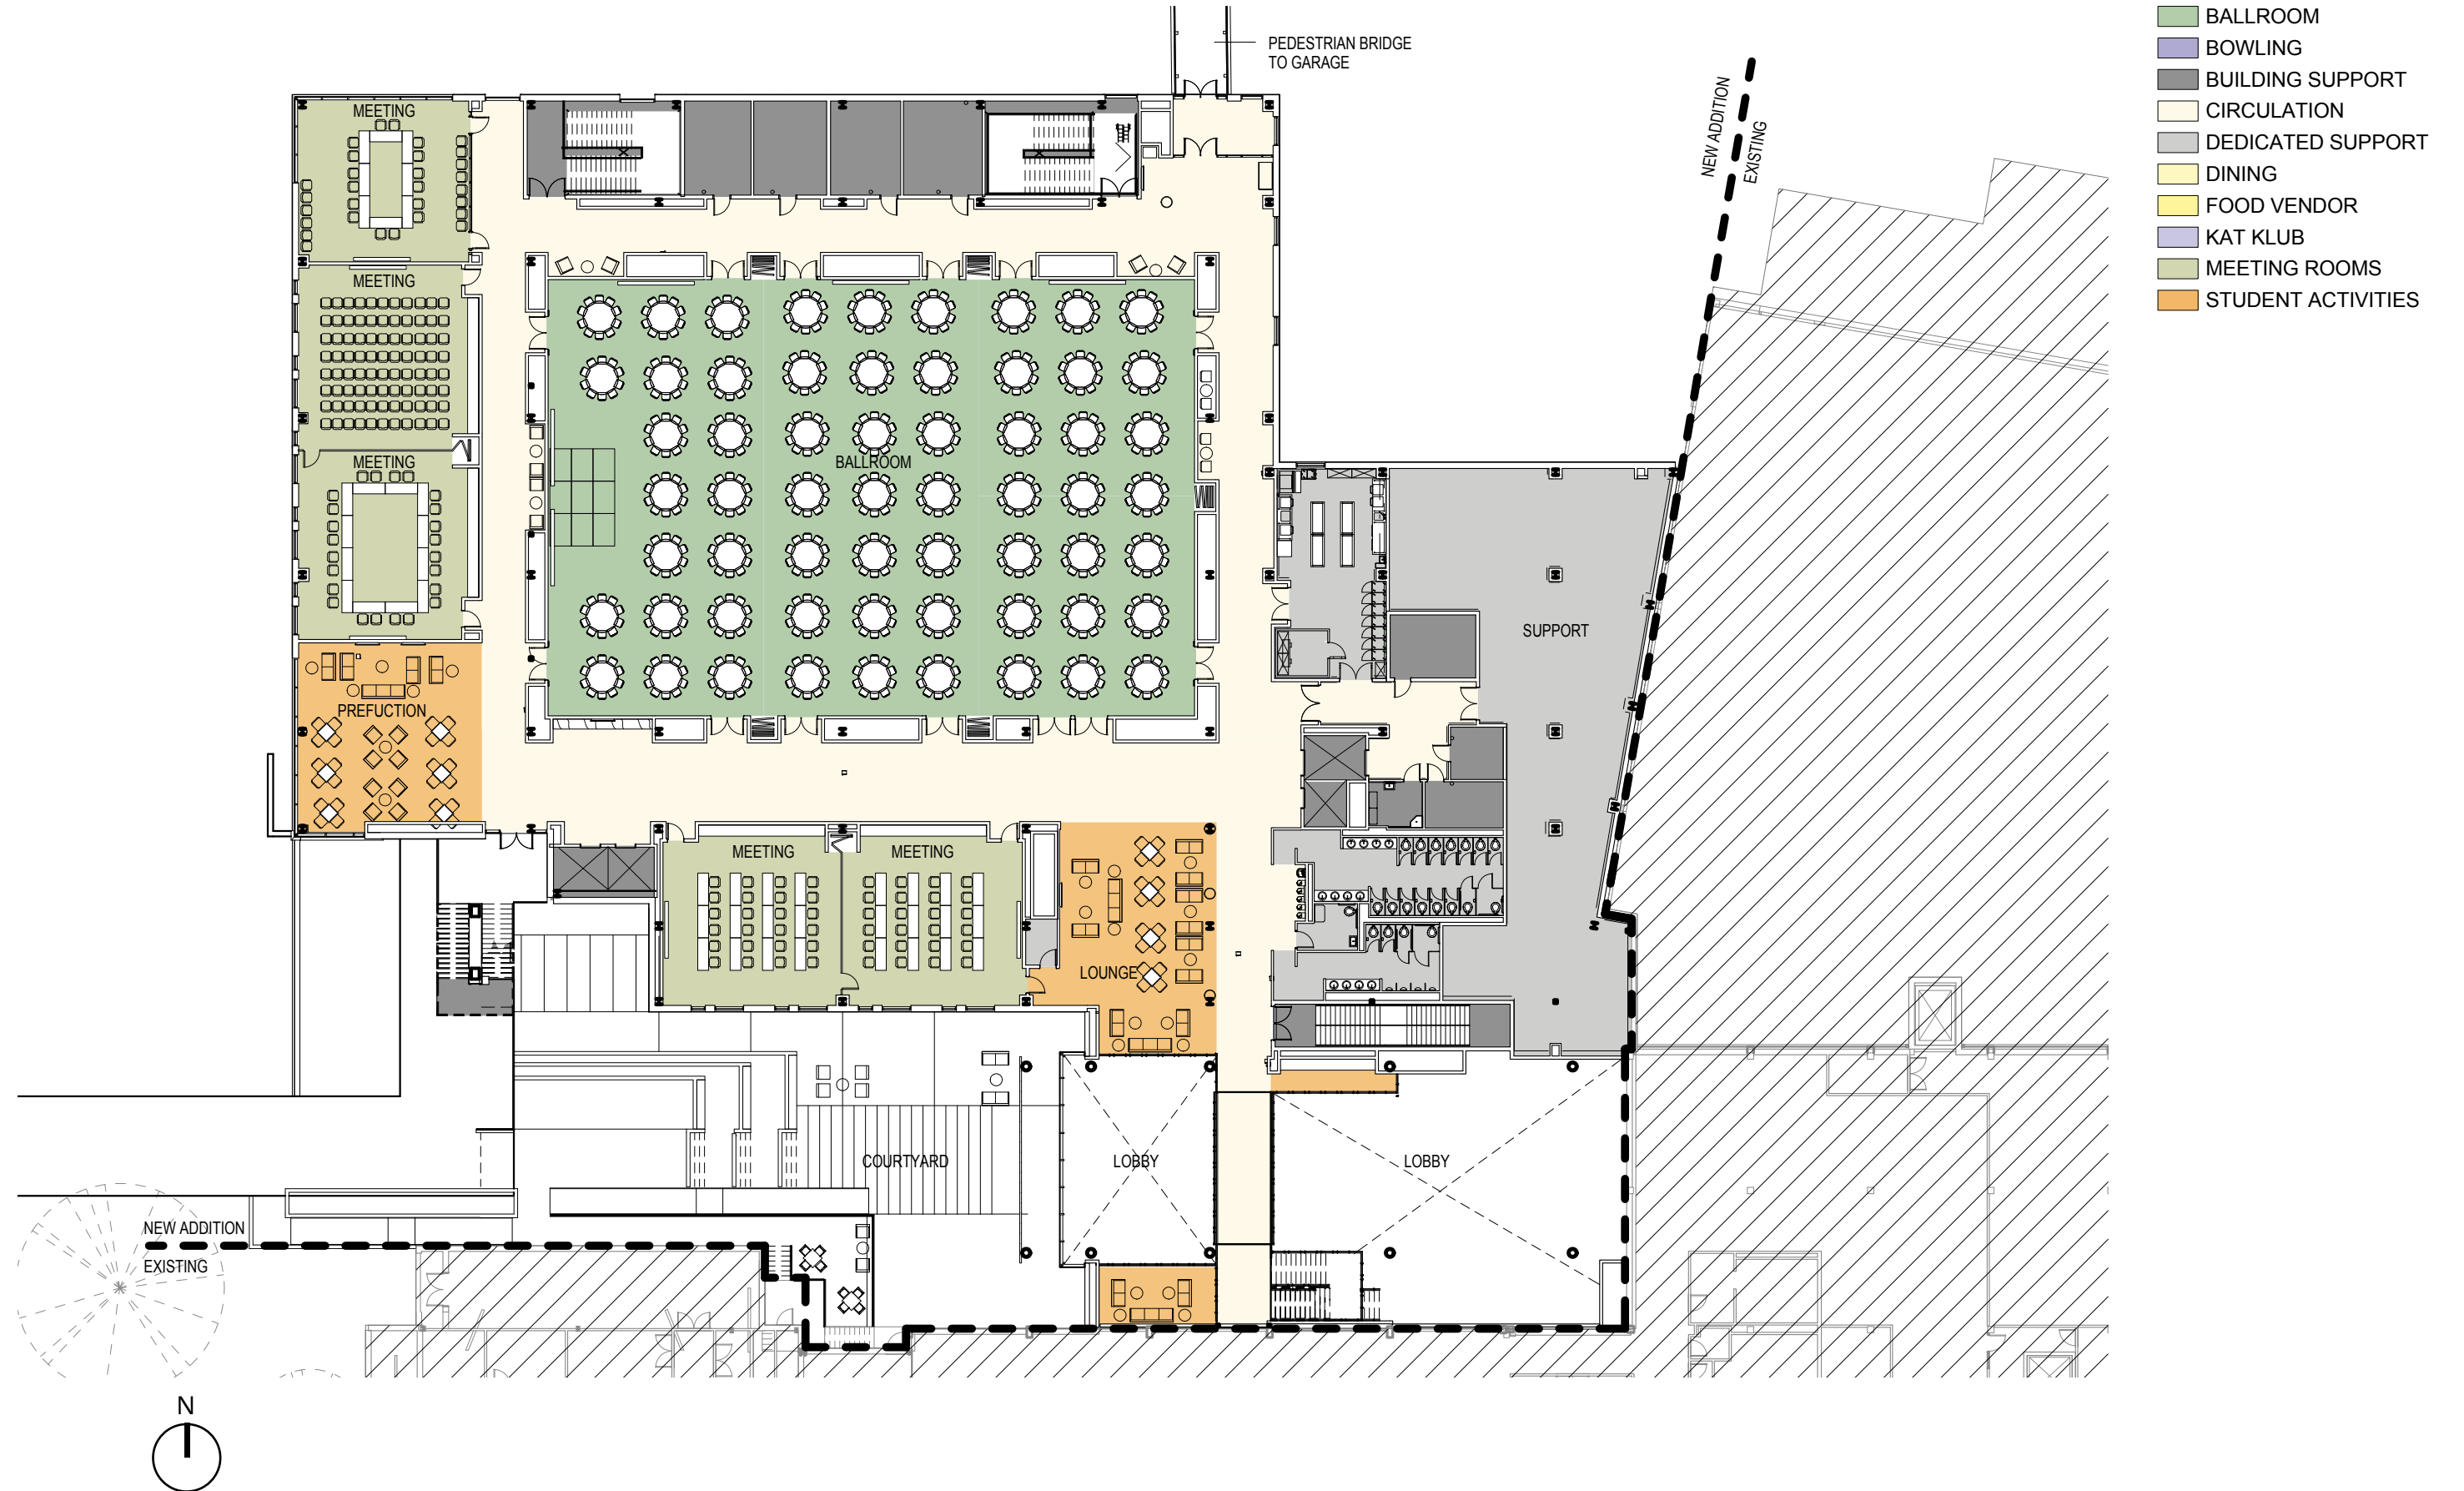 BALLROOM
BOWLING
BUILDING SUPPORT
CIRCULATION
DEDICATED SUPPORT
DINING
FOOD VENDOR
KAT KLUB
MEETING ROOMS
STUDENT ACTIVITIES
PEDESTRIAN BRIDGE
TO GARAGE
NEW ADDITION
EXISTING
MEETING
MEETING
MEETING
BALLROOM
SUPPORT
PREFUCTION
MEETING
MEETING
LOUNGE
COURTYARD
LOBBY
LOBBY
NEW ADDITION
EXISTING
N